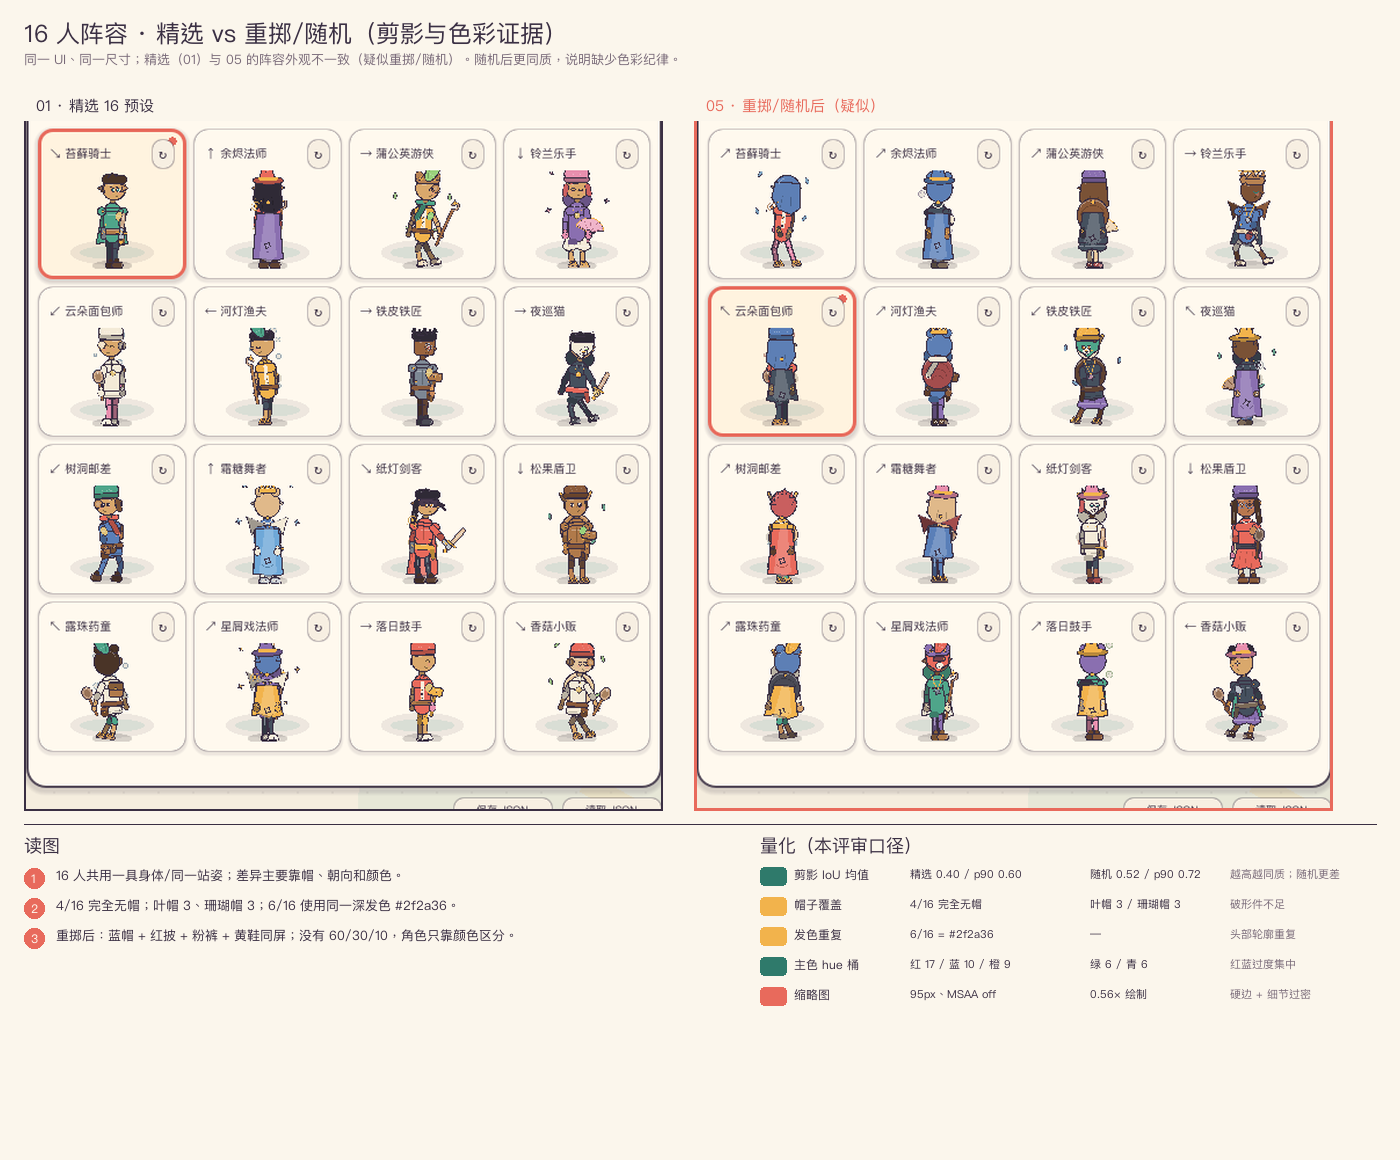 16 人阵容 · 精选 vs 重掷/随机（剪影与色彩证据）
同一 UI、同一尺寸；精选（01）与 05 的阵容外观不一致（疑似重掷/随机）。随机后更同质，说明缺少色彩纪律。
01 · 精选 16 预设
↘ 苔藓骑士 ↻ ↑ 余烬法师 ↻ → 蒲公英游侠 ↻ ↓ 铃兰乐手 ↻
↙ 云朵面包师 ↻ ← 河灯渔夫 ↻ → 铁皮铁匠 ↻ → 夜巡猫 ↻
↙ 树洞邮差 ↻ ↑ 霜糖舞者 ↻ ↘ 纸灯剑客 ↻ ↓ 松果盾卫 ↻
↖ 露珠药童 ↻ ↗ 星屑戏法师 ↻ → 落日鼓手 ↻ ↘ 香菇小贩 ↻
保存 JSON 读取 JSON
05 · 重掷/随机后（疑似）
↗ 苔藓骑士 ↻ ↗ 余烬法师 ↻ ↗ 蒲公英游侠 ↻ → 铃兰乐手 ↻
↖ 云朵面包师 ↻ ↗ 河灯渔夫 ↻ ↙ 铁皮铁匠 ↻ ↖ 夜巡猫 ↻
↗ 树洞邮差 ↻ ↗ 霜糖舞者 ↻ ↘ 纸灯剑客 ↻ ↓ 松果盾卫 ↻
↗ 露珠药童 ↻ ↘ 星屑戏法师 ↻ ↗ 落日鼓手 ↻ ← 香菇小贩 ↻
保存 JSON 读取 JSON
读图
1 16 人共用一具身体/同一站姿；差异主要靠帽、朝向和颜色。
2 4/16 完全无帽；叶帽 3、珊瑚帽 3；6/16 使用同一深发色 #2f2a36。
3 重掷后：蓝帽 + 红披 + 粉裤 + 黄鞋同屏；没有 60/30/10，角色只靠颜色区分。
量化（本评审口径）
剪影 IoU 均值 精选 0.40 / p90 0.60 随机 0.52 / p90 0.72 越高越同质；随机更差
帽子覆盖 4/16 完全无帽 叶帽 3 / 珊瑚帽 3 破形件不足
发色重复 6/16 = #2f2a36 — 头部轮廓重复
主色 hue 桶 红 17 / 蓝 10 / 橙 9 绿 6 / 青 6 红蓝过度集中
缩略图 95px、MSAA off 0.56× 绘制 硬边 + 细节过密